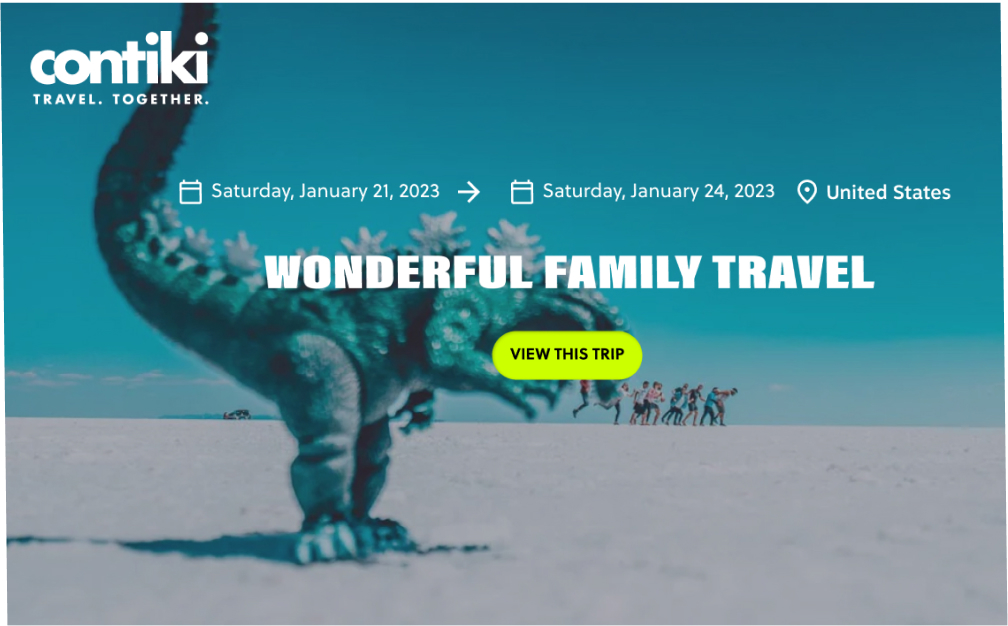 contiki
TRAVEL. TOGETHER.
Saturday, January 21, 2023 → Saturday, January 24, 2023 United States
WONDERFUL FAMILY TRAVEL
VIEW THIS TRIP